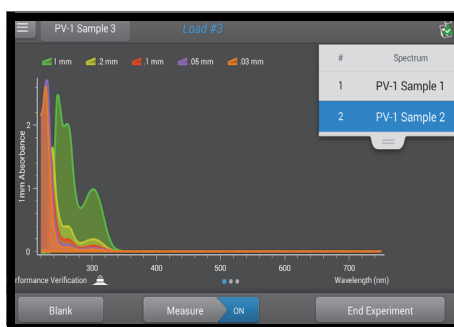 PV-1 Sample 3
Load #3
1 mm .2 mm .1 mm .05 mm .03 mm
# Spectrum
1 PV-1 Sample 1
2 PV-1 Sample 2
1mm Absorbance
2
1
0
300 400 500 600 700
rformance Verification
Wavelength (nm)
Blank
Measure ON
End Experiment